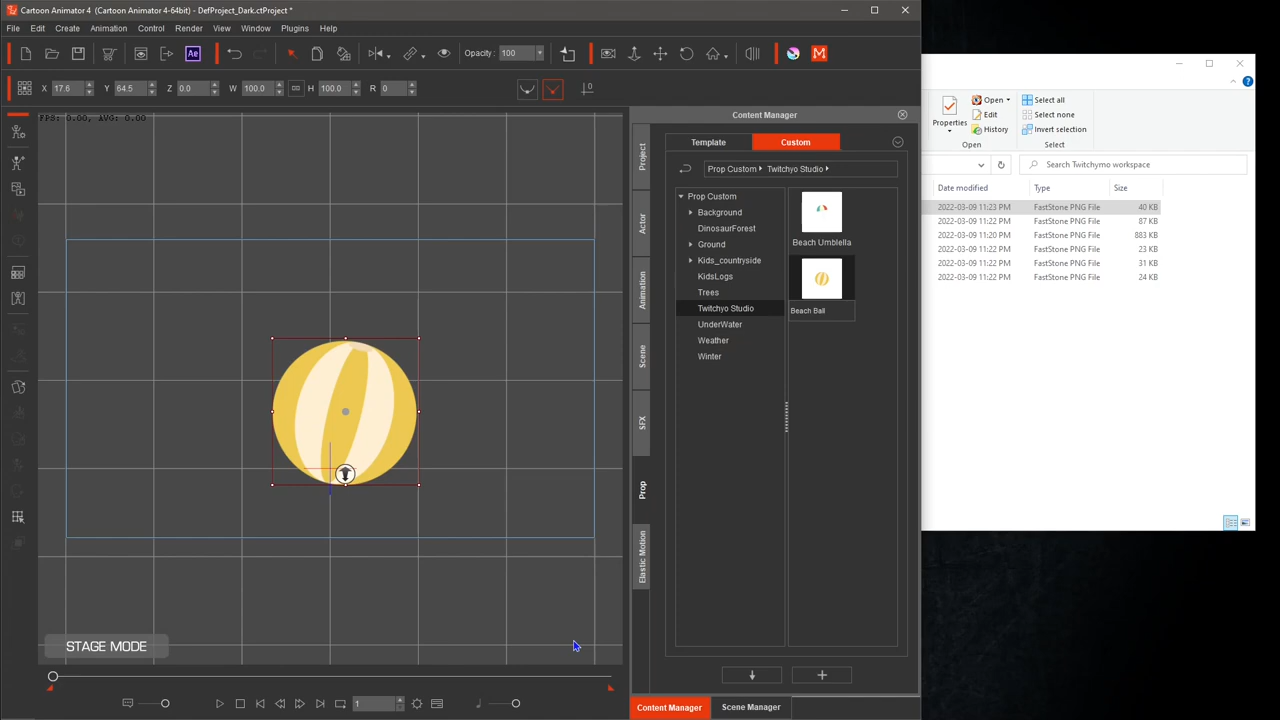 Cartoon Animator 4 (Cartoon Animator 4-64bit) - DefProject_Dark.ctProject *
File Edit Create Animation Control Render View Window Plugins Help
Ae Opacity : 100 M
X 17.6 Y 64.5 Z 0.0 W 100.0 H 100.0 R 0
FPS: 0.00, AVG: 0.00
Content Manager
Template Custom
Prop Custom Twitchyo Studio
Project
Actor
Animation
Scene
SFX
Prop
Elastic Motion
Prop Custom
Background
DinosaurForest
Ground
Kids_countryside
KidsLogs
Trees
Twitchyo Studio
UnderWater
Weather
Winter
Beach Umblella
Beach Ball
STAGE MODE
1
Content Manager Scene Manager
Properties
Open
Edit
History
Open
Select all
Select none
Invert selection
Select
Search Twitchymo workspace
Date modified Type Size
2022-03-09 11:23 PM FastStone PNG File 40 KB
2022-03-09 11:22 PM FastStone PNG File 87 KB
2022-03-09 11:20 PM FastStone PNG File 883 KB
2022-03-09 11:22 PM FastStone PNG File 23 KB
2022-03-09 11:22 PM FastStone PNG File 31 KB
2022-03-09 11:22 PM FastStone PNG File 24 KB